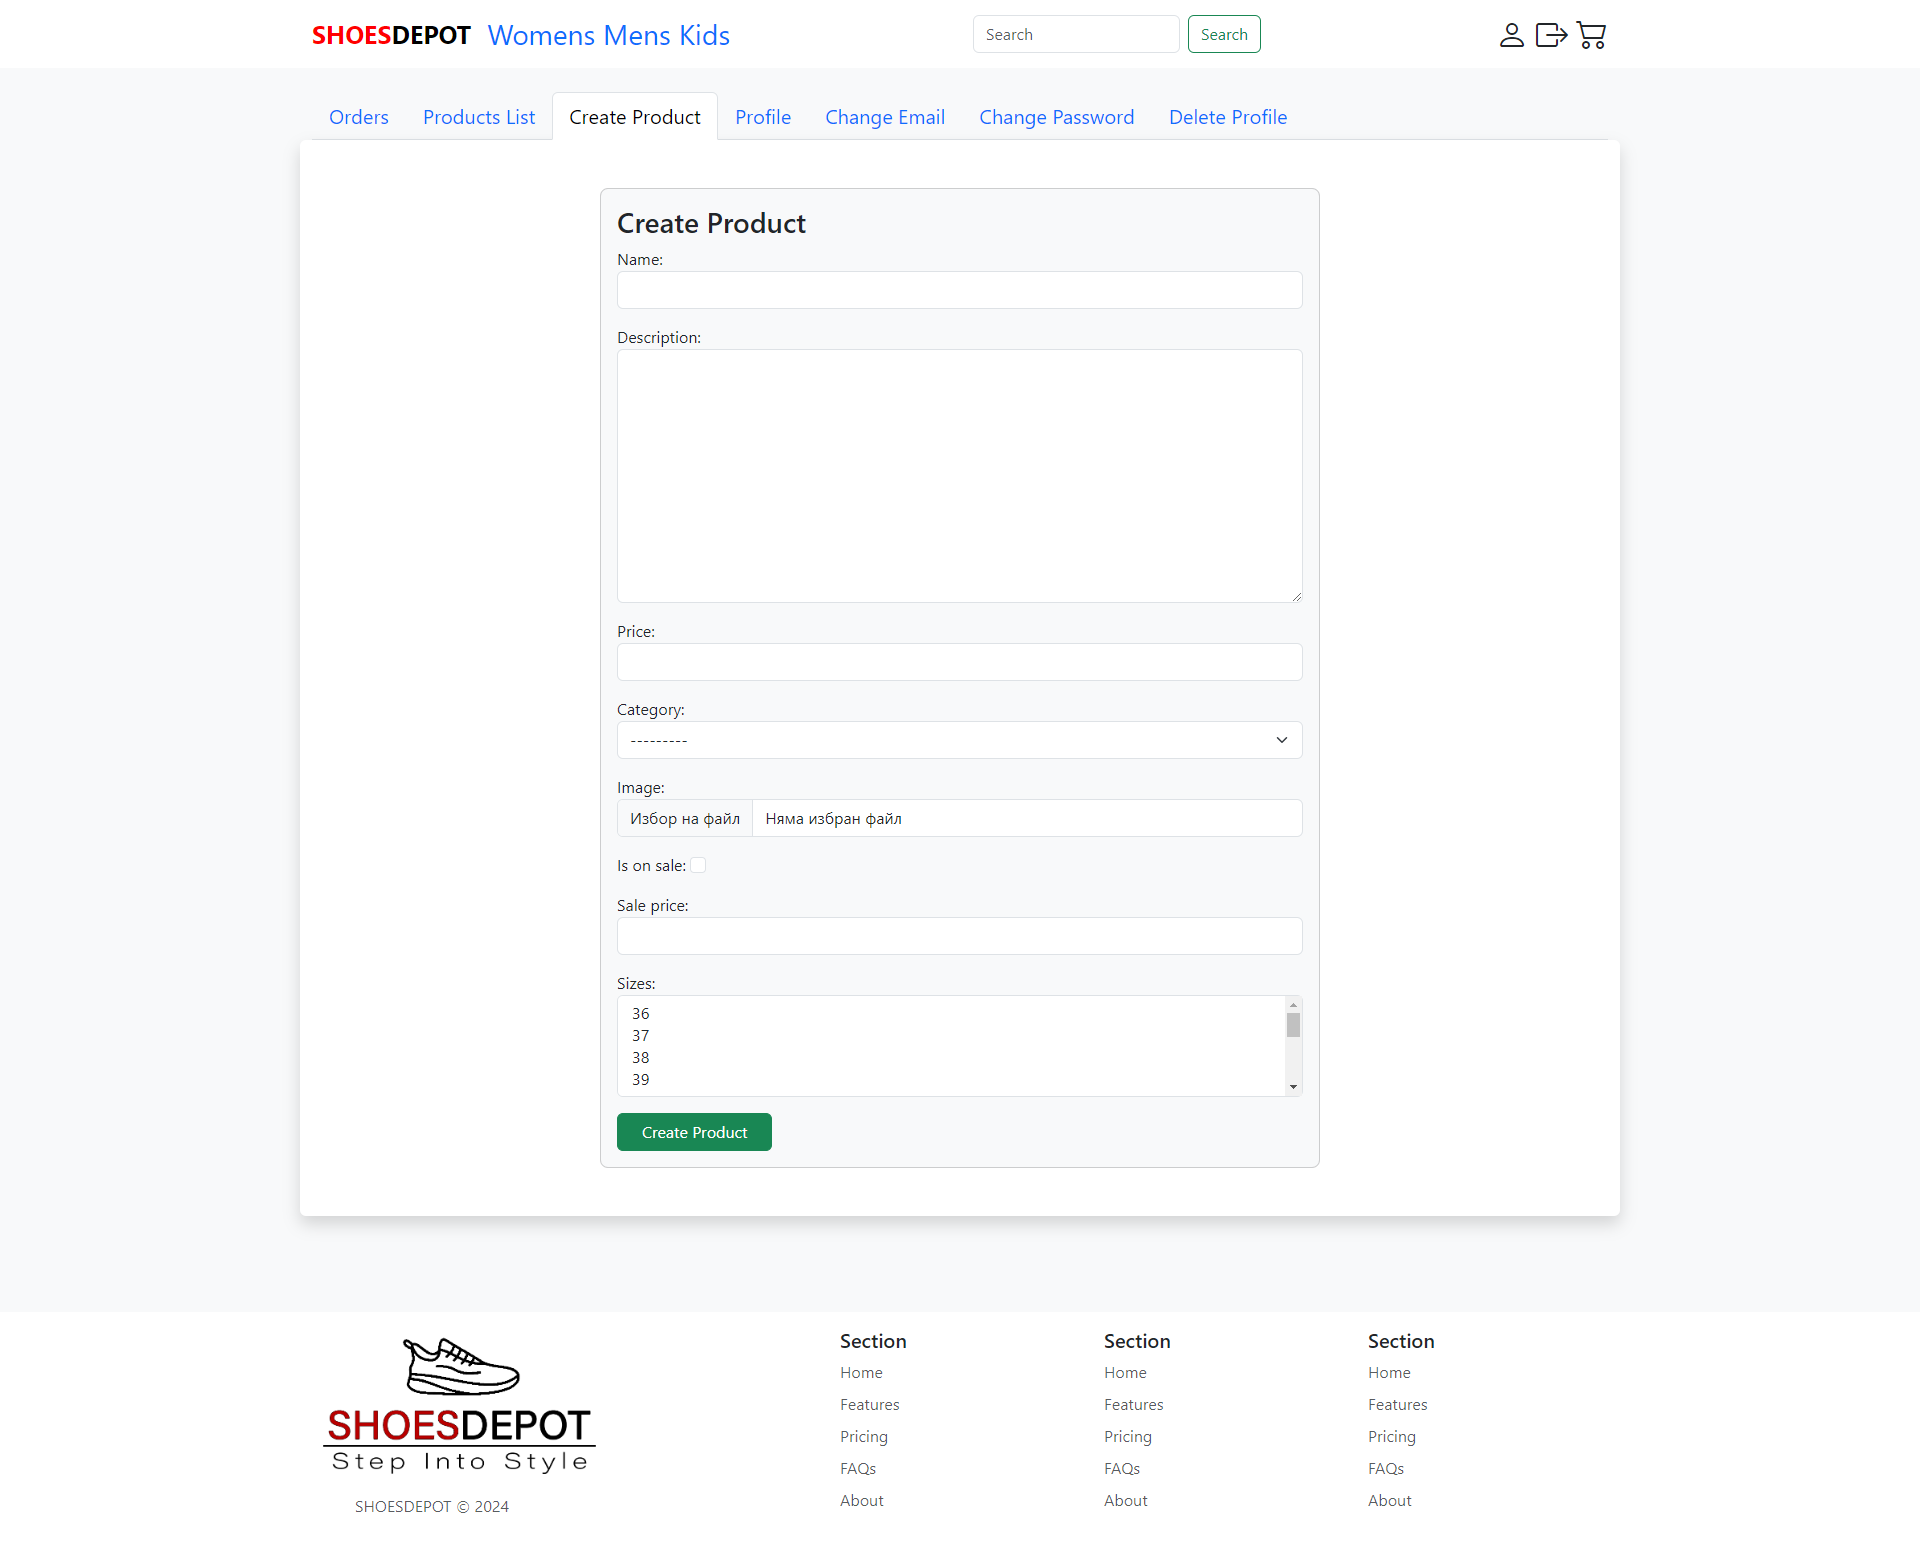 SHOESDEPOT Womens Mens Kids Search Search
Orders Products List Create Product Profile Change Email Change Password Delete Profile
Create Product
Name:
Description:
Price:
Category:
---------
Image:
Избор на файл Няма избран файл
Is on sale:
Sale price:
Sizes:
36
37
38
39
Create Product
SHOESDEPOT
Step Into Style
SHOESDEPOT © 2024
Section
Home
Features
Pricing
FAQs
About
Section
Home
Features
Pricing
FAQs
About
Section
Home
Features
Pricing
FAQs
About